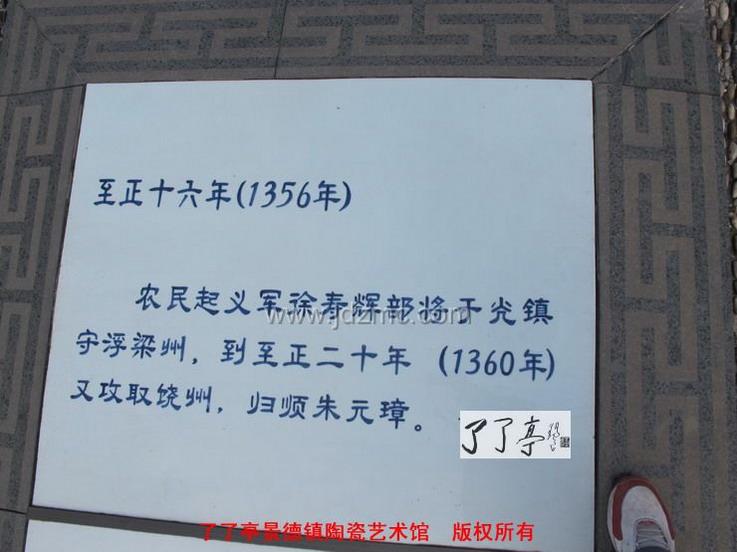 至正十六年(1356年)
农民起义军徐寿辉部将于光镇
守浮梁州，到至正二十年 (1360年)
又攻取饶州，归顺朱元璋。
www.jdzmc.com
了了亭
了了亭景德镇陶瓷艺术馆 版权所有